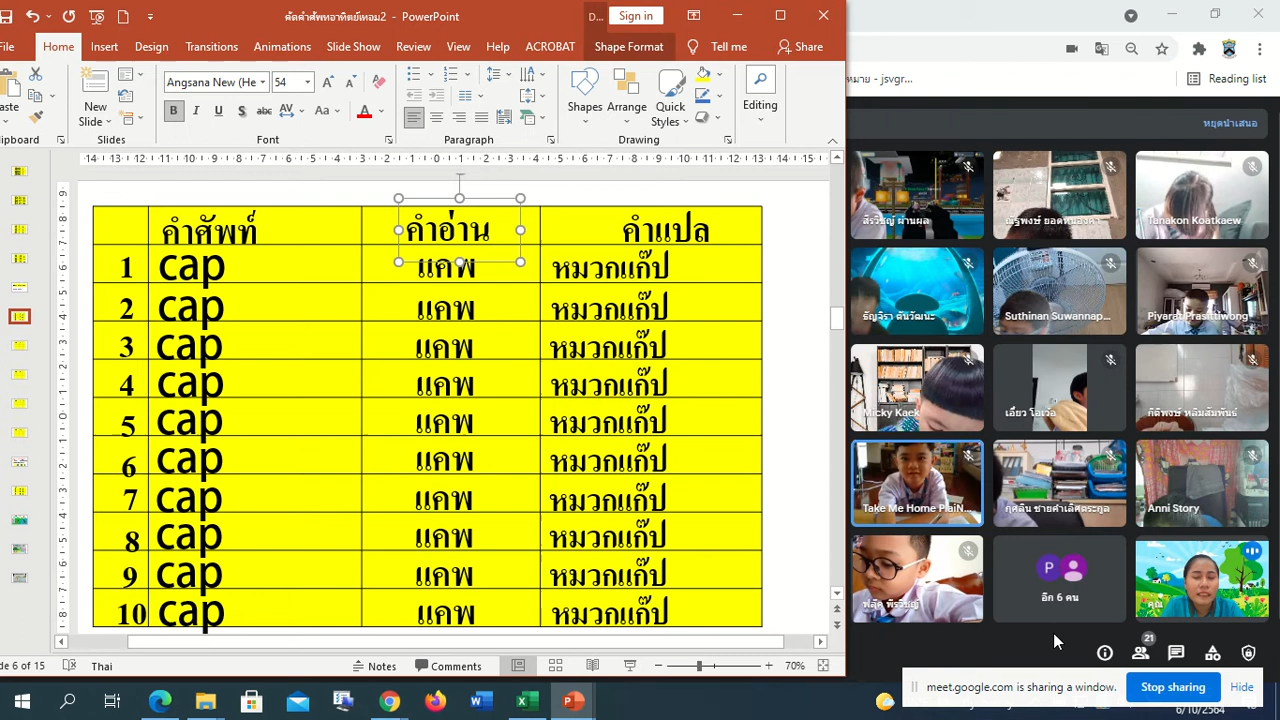 คัดคำศัพทอาทิตย์ทอม2 - PowerPoint
D...
Sign in
Home Insert Design Transitions Animations Slide Show Review View Help ACROBAT Shape Format Tell me Share
Reading list
Angsana New (He 54
New Slide
Shapes Arrange Quick Styles Editing
Slides Font Paragraph Drawing
หยุดนำเสนอ
คำศัพท์ คำอ่าน คำแปล
1 cap แคพ หมวกแก๊ป
2 cap แคพ หมวกแก๊ป
3 cap แคพ หมวกแก๊ป
4 cap แคพ หมวกแก๊ป
5 cap แคพ หมวกแก๊ป
6 cap แคพ หมวกแก๊ป
7 cap แคพ หมวกแก๊ป
8 cap แคพ หมวกแก๊ป
9 cap แคพ หมวกแก๊ป
10 cap แคพ หมวกแก๊ป
Tanakon Koatkaew
Suthinan Suwannap...
Micky Kaek
Take Me Home PlaiN...
Anni Story
P
อีก 6 คน
คุณ
21
de 6 of 15 Thai Notes Comments 70%
meet.google.com is sharing a window. Stop sharing Hide
6/10/2564